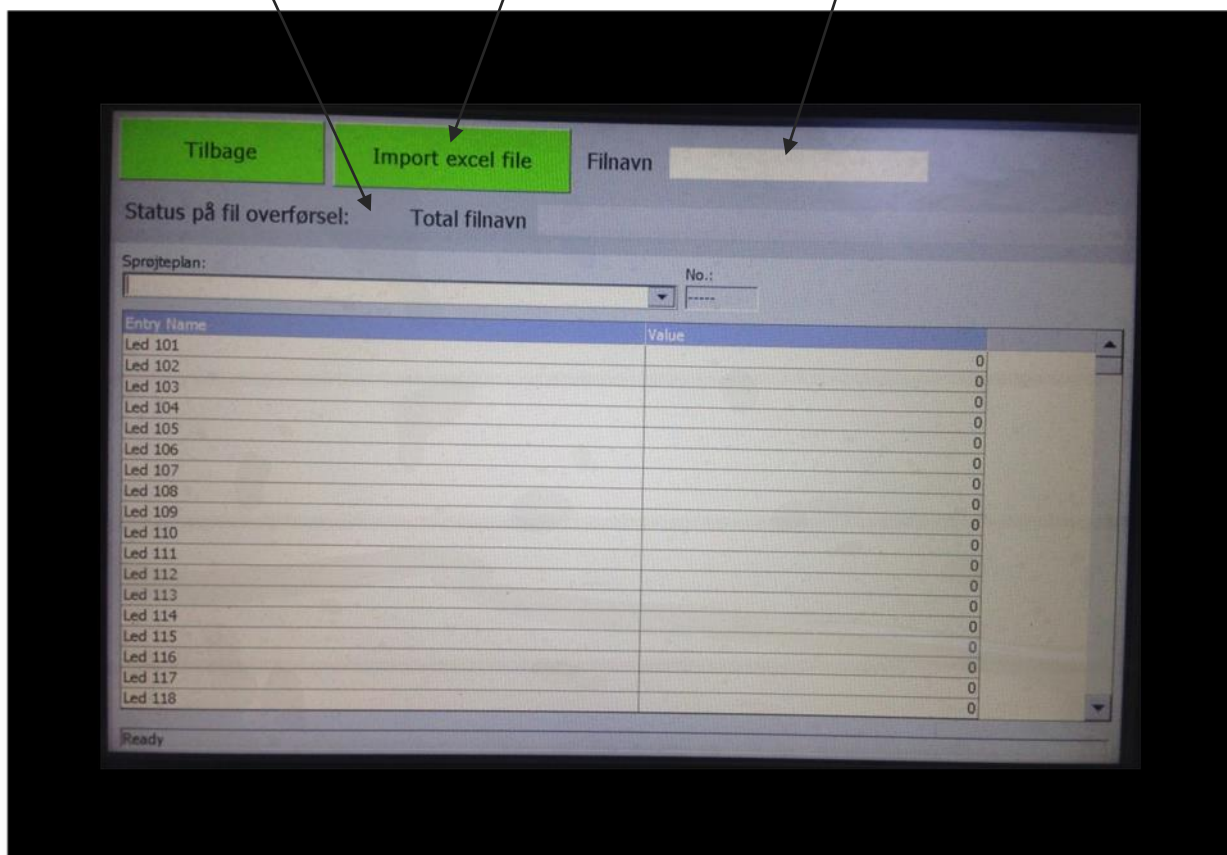 Tilbage Import excel file Filnavn
Status på fil overførsel: Total filnavn
Sprøjteplan: No.:
-----
Entry Name Value
Led 101 0
Led 102 0
Led 103 0
Led 104 0
Led 105 0
Led 106 0
Led 107 0
Led 108 0
Led 109 0
Led 110 0
Led 111 0
Led 112 0
Led 113 0
Led 114 0
Led 115 0
Led 116 0
Led 117 0
Led 118 0
Ready